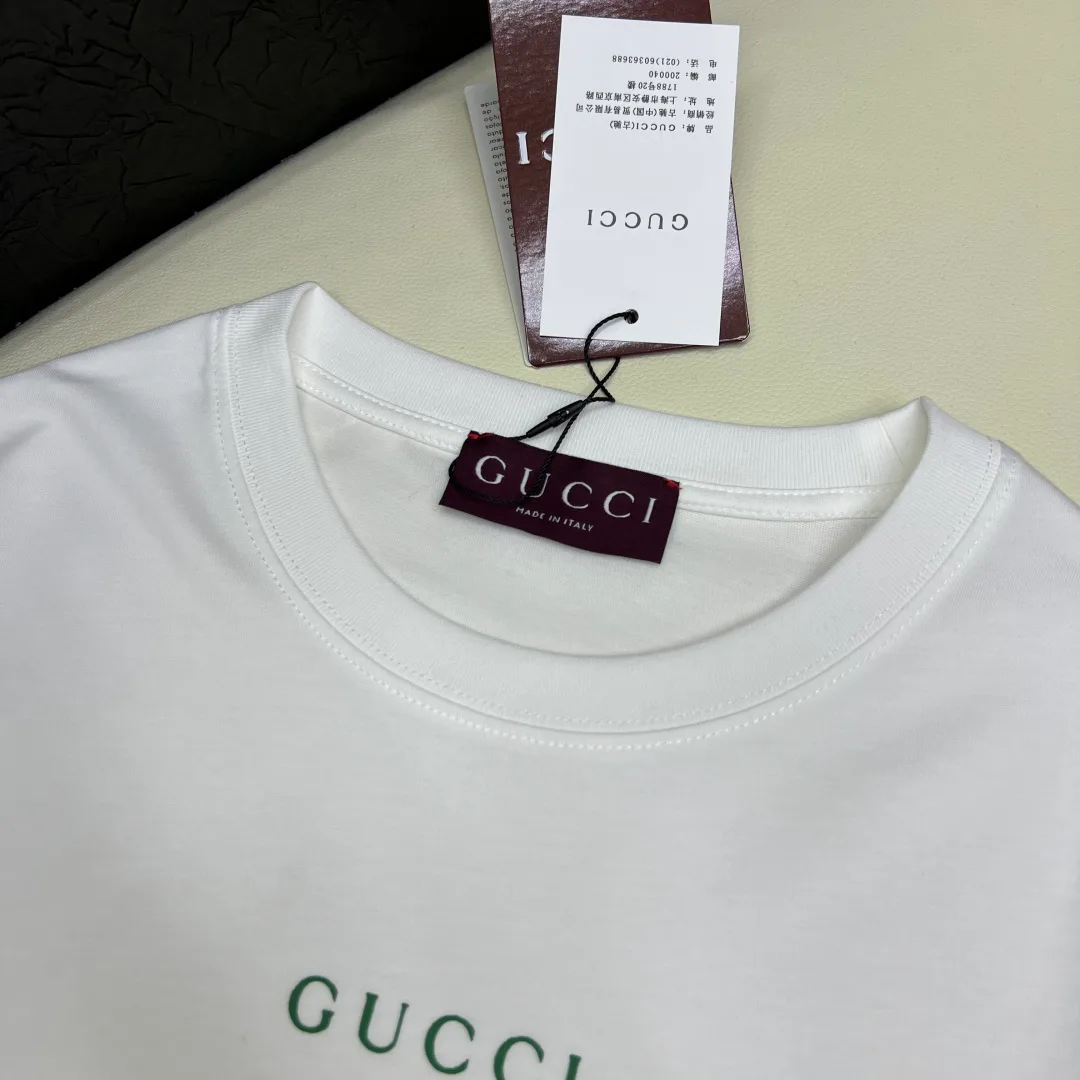 品　牌：GUCCI(古驰)
经销商：古驰(中国)贸易有限公司
地　址：上海市静安区南京西路
1788号20楼
邮　编：200040
电　话：(021)60363688
GUCCI
CI
GUCCI
MADE IN ITALY
GUCCI